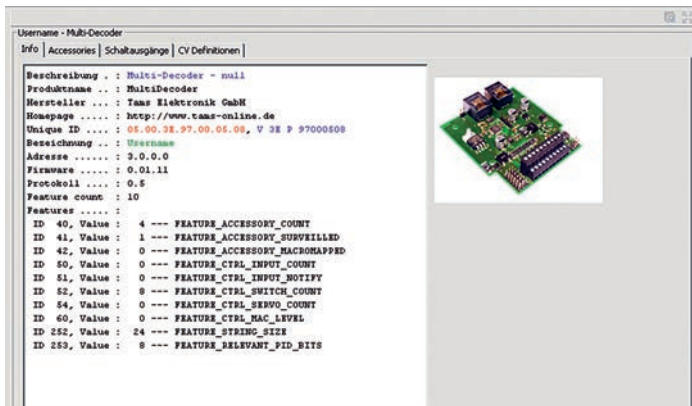 Username - Multi-Decoder
Info | Accessories | Schaltausgänge | CV Definitionen |
Beschreibung . : Multi-Decoder - null
Produktname .. : MultiDecoder
Hersteller ... : Tams Elektronik GmbH
Homepage ..... : http://www.tams-online.de
Unique ID .... : 05.00.3E.97.00.05.08, V 3E P 97000508
Bezeichnung .. : Username
Adresse ...... : 3.0.0.0
Firmware ..... : 0.01.11
Protokoll .... : 0.5
Feature count  : 10
Features ..... :
ID  40, Value :   4 --- FEATURE_ACCESSORY_COUNT
ID  41, Value :   1 --- FEATURE_ACCESSORY_SURVEILLED
ID  42, Value :   0 --- FEATURE_ACCESSORY_MACROMAPPED
ID  50, Value :   0 --- FEATURE_CTRL_INPUT_COUNT
ID  51, Value :   0 --- FEATURE_CTRL_INPUT_NOTIFY
ID  52, Value :   8 --- FEATURE_CTRL_SWITCH_COUNT
ID  54, Value :   0 --- FEATURE_CTRL_SERVO_COUNT
ID  60, Value :   0 --- FEATURE_CTRL_MAC_LEVEL
ID 252, Value :  24 --- FEATURE_STRING_SIZE
ID 253, Value :   8 --- FEATURE_RELEVANT_PID_BITS